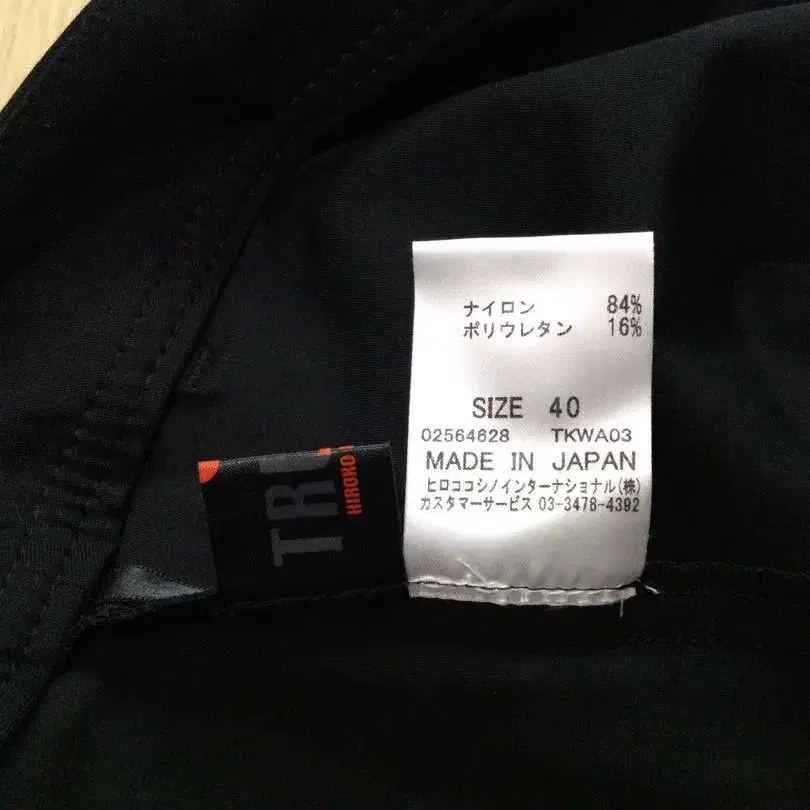 ナイロン 84%
ポリウレタン 16%
SIZE 40
02564628 TKWA03
MADE IN JAPAN
ヒロココシノインターナショナル(株)
カスタマーサービス 03-3478-4392
HIROKO